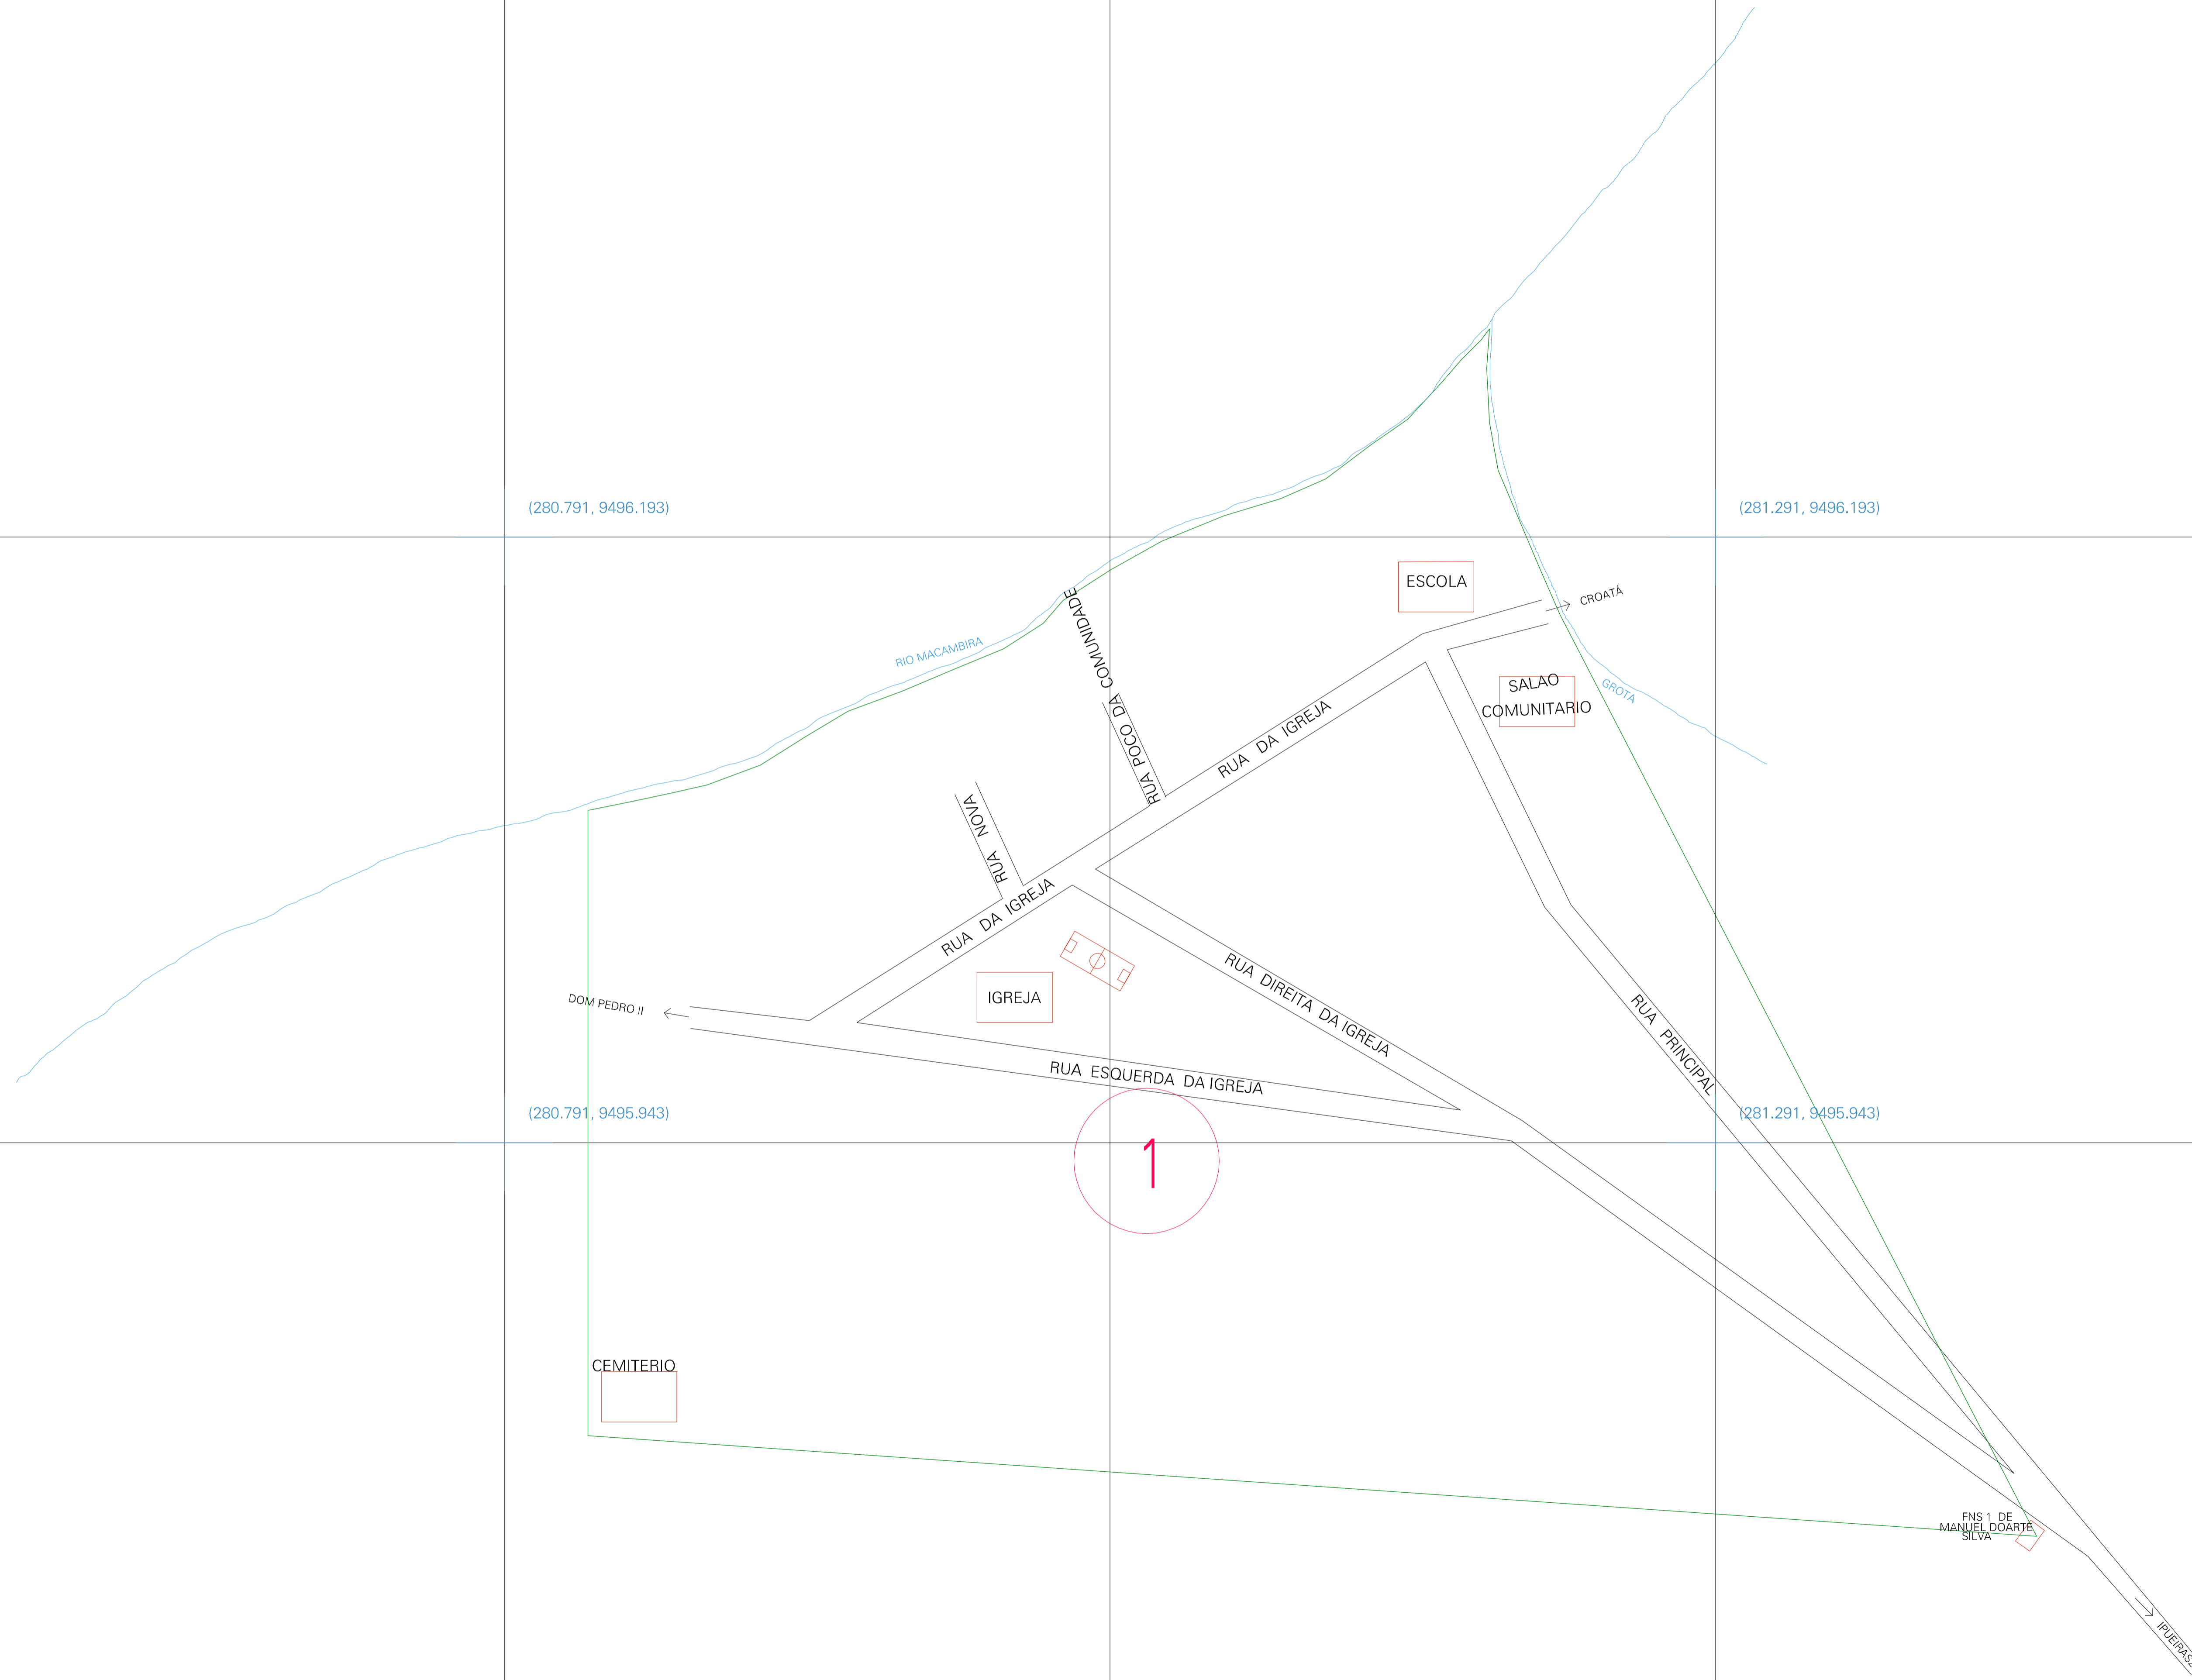 (280.791, 9496.193)
(281.291, 9496.193)
ESCOLA
CROATÁ
RIO MACAMBIRA
RUA POCO DA COMUNIDADE
SALAO
COMUNITARIO
GROTA
RUA DA IGREJA
RUA NOVA
RUA DA IGREJA
IGREJA
DOM PEDRO II
RUA DIREITA DA IGREJA
RUA PRINCIPAL
RUA ESQUERDA DA IGREJA
(280.791, 9495.943)
(281.291, 9495.943)
1
CEMITERIO
FNS 1 DE
MANUEL DOARTE
SILVA